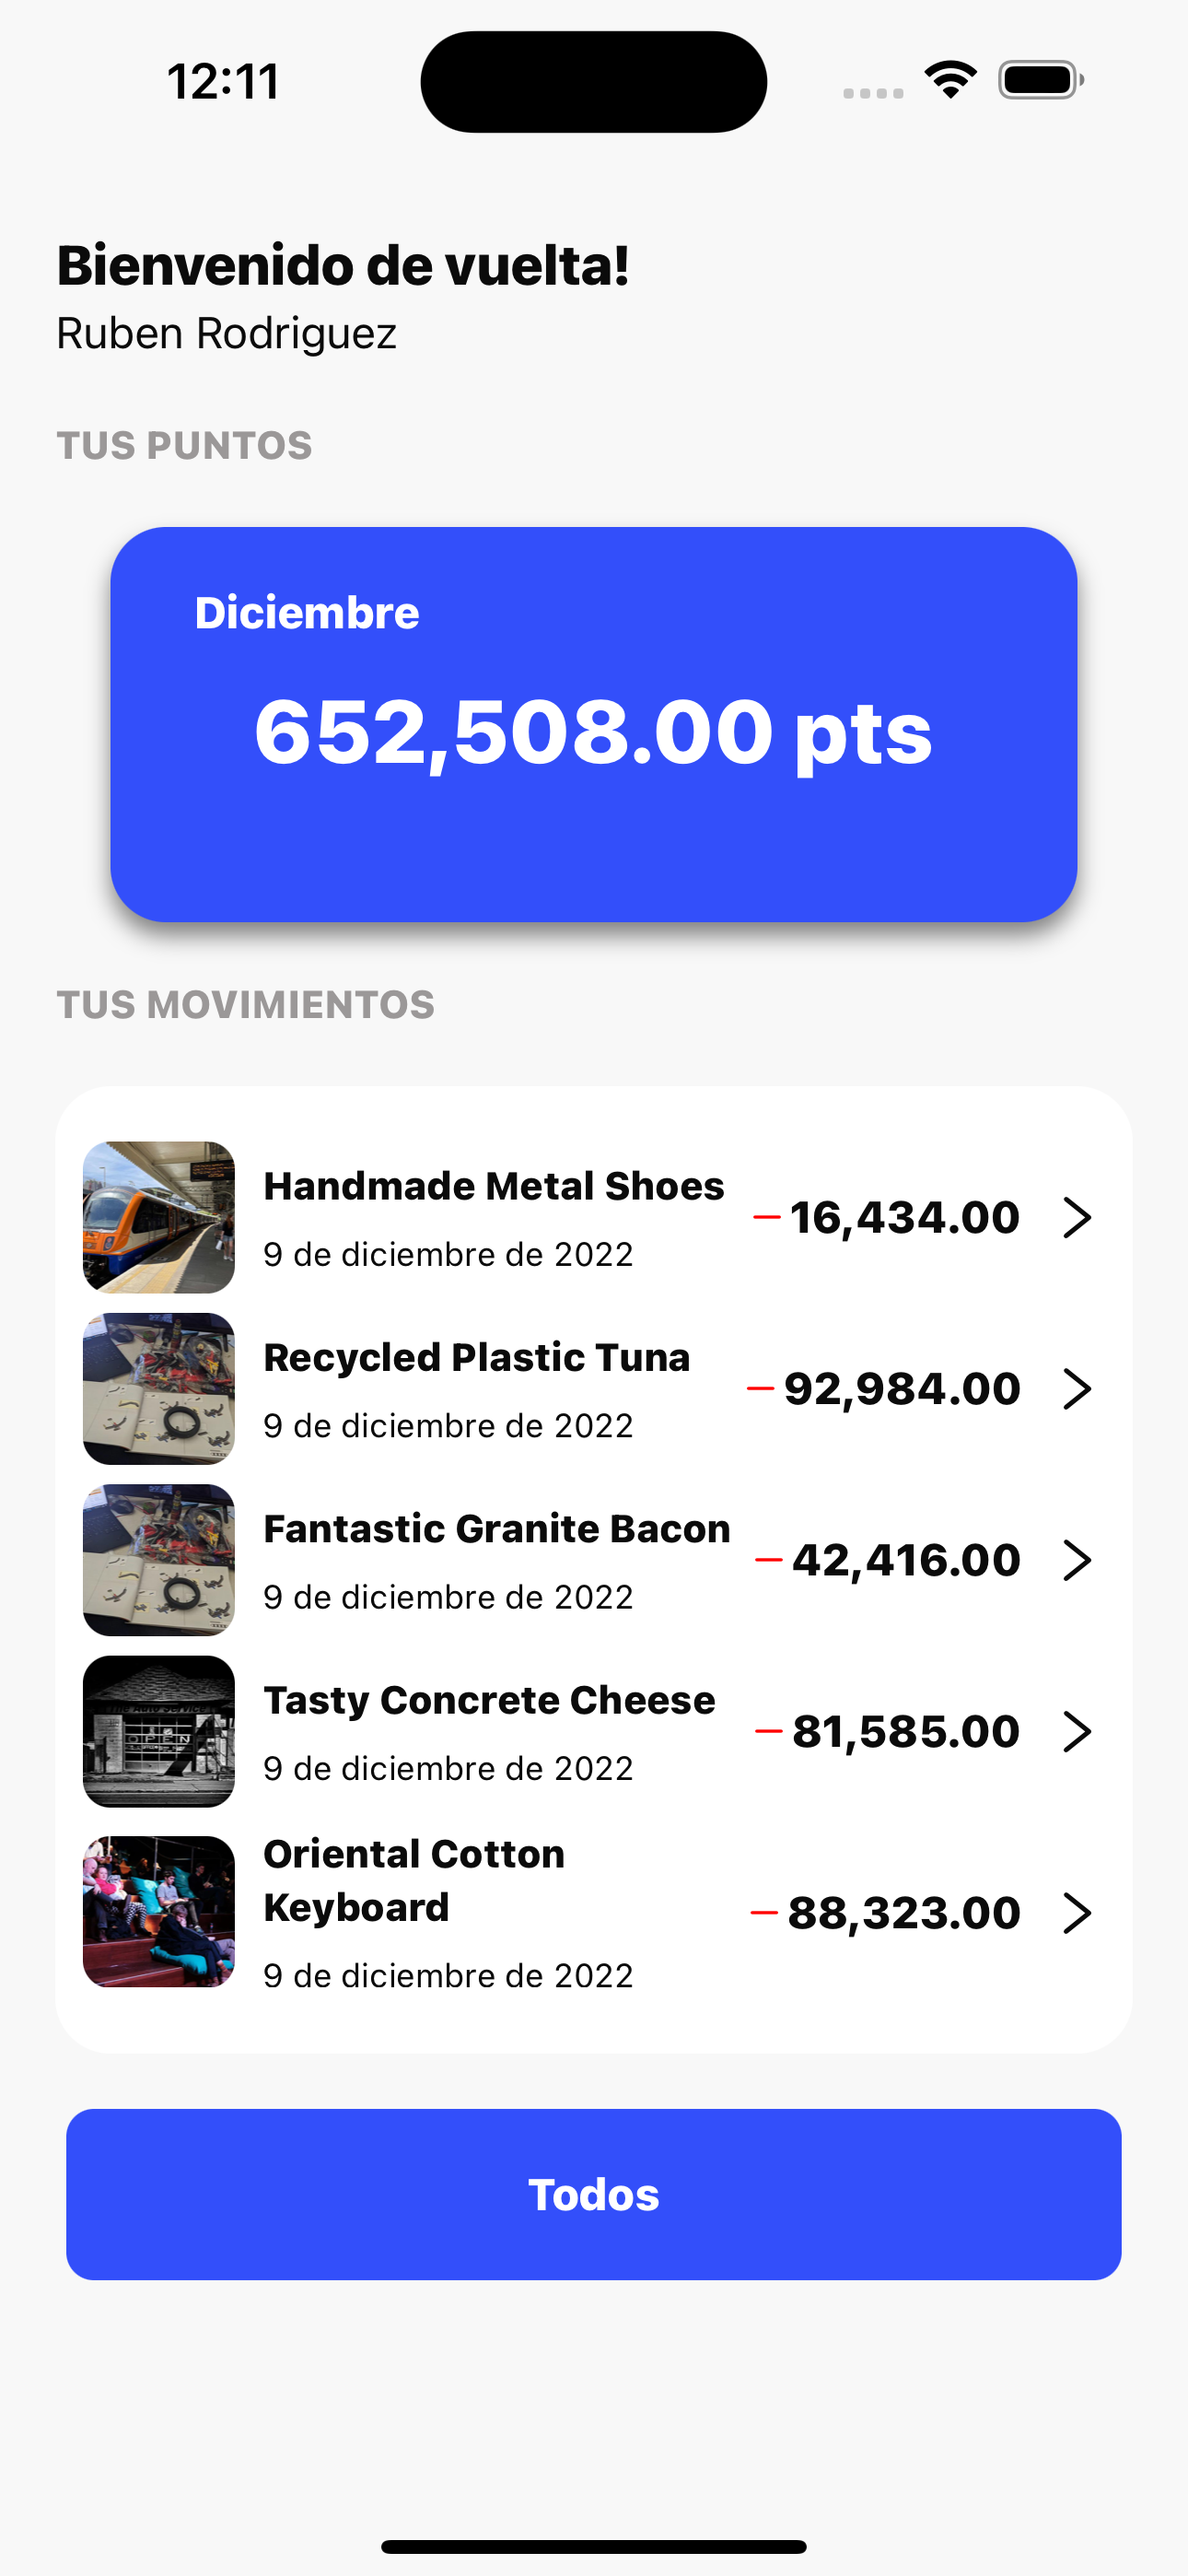 12:11
Bienvenido de vuelta!
Ruben Rodriguez
TUS PUNTOS
Diciembre
652,508.00 pts
TUS MOVIMIENTOS
Handmade Metal Shoes
9 de diciembre de 2022
– 16,434.00
Recycled Plastic Tuna
9 de diciembre de 2022
– 92,984.00
Fantastic Granite Bacon
9 de diciembre de 2022
– 42,416.00
OPEN
Tasty Concrete Cheese
9 de diciembre de 2022
– 81,585.00
Oriental Cotton
Keyboard
9 de diciembre de 2022
– 88,323.00
Todos